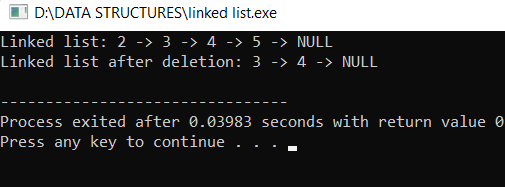 D:\DATA STRUCTURES\linked list.exe
Linked list: 2 -> 3 -> 4 -> 5 -> NULL
Linked list after deletion: 3 -> 4 -> NULL
--------------------------------
Process exited after 0.03983 seconds with return value 0
Press any key to continue . . .